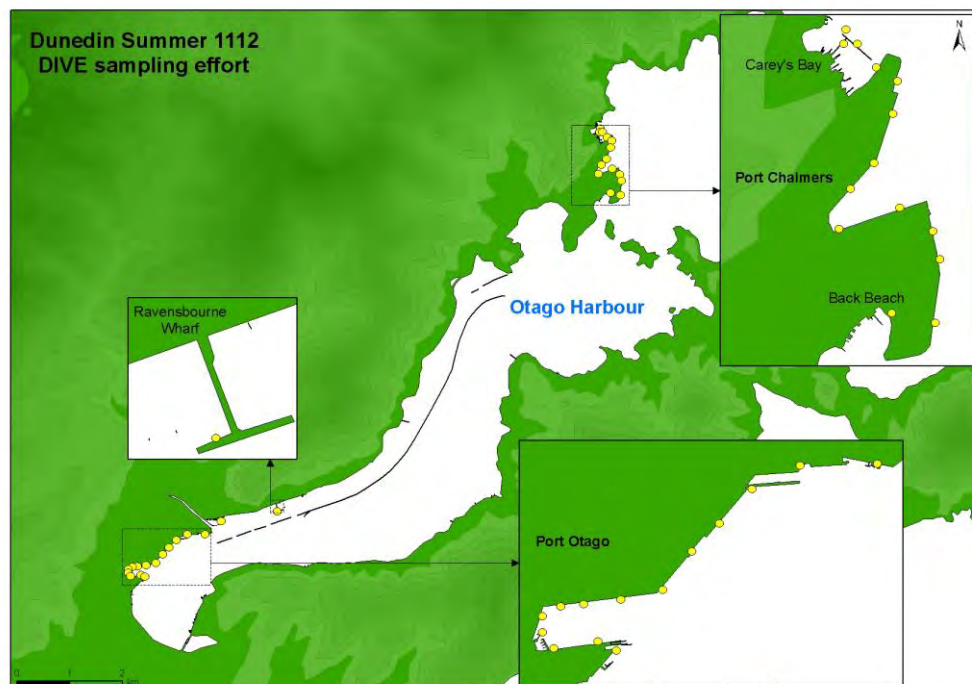 Dunedin Summer 1112
DIVE sampling effort
N
Carey's Bay
Port Chalmers
Back Beach
Otago Harbour
Ravensbourne
Wharf
Port Otago
0 1 2